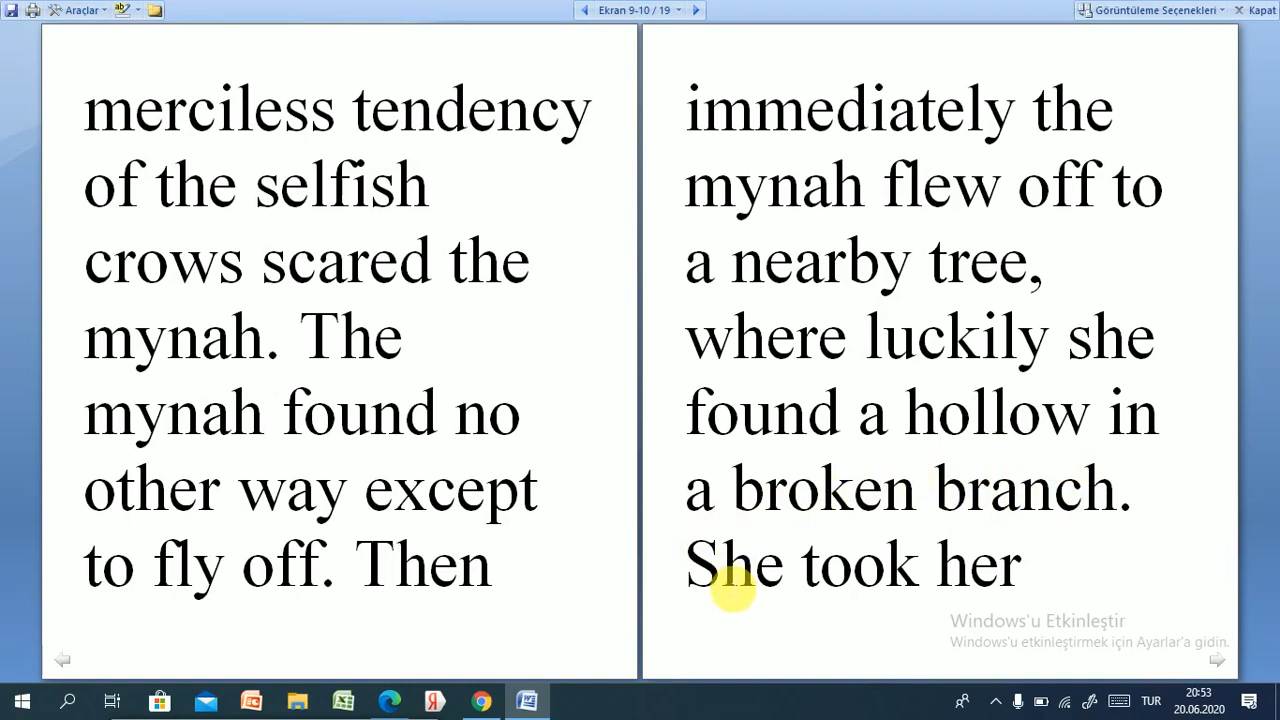 Araçlar
Ekran 9-10 / 19
Görüntüleme Seçenekleri
Kapat
merciless tendency
of the selfish
crows scared the
mynah. The
mynah found no
other way except
to fly off. Then
immediately the
mynah flew off to
a nearby tree,
where luckily she
found a hollow in
a broken branch.
She took her
Windows'u Etkinleştir
Windows'u etkinleştirmek için Ayarlar'a gidin.
TUR
20:53
20.06.2020